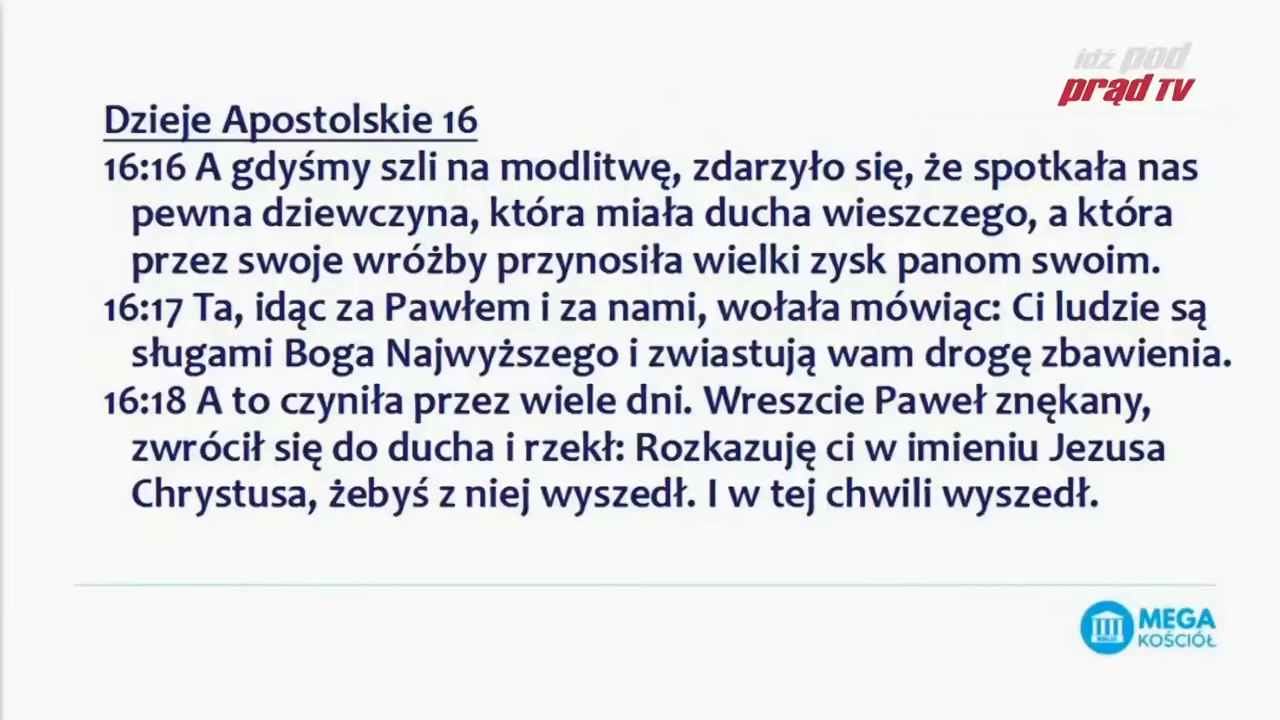 idź pod
prąd TV
Dzieje Apostolskie 16
16:16 A gdyśmy szli na modlitwę, zdarzyło się, że spotkała nas
pewna dziewczyna, która miała ducha wieszczego, a która
przez swoje wróżby przynosiła wielki zysk panom swoim.
16:17 Ta, idąc za Pawłem i za nami, wołała mówiąc: Ci ludzie są
sługami Boga Najwyższego i zwiastują wam drogę zbawienia.
16:18 A to czyniła przez wiele dni. Wreszcie Paweł znękany,
zwrócił się do ducha i rzekł: Rozkazuję ci w imieniu Jezusa
Chrystusa, żebyś z niej wyszedł. I w tej chwili wyszedł.
MEGA
KOŚCIÓŁ